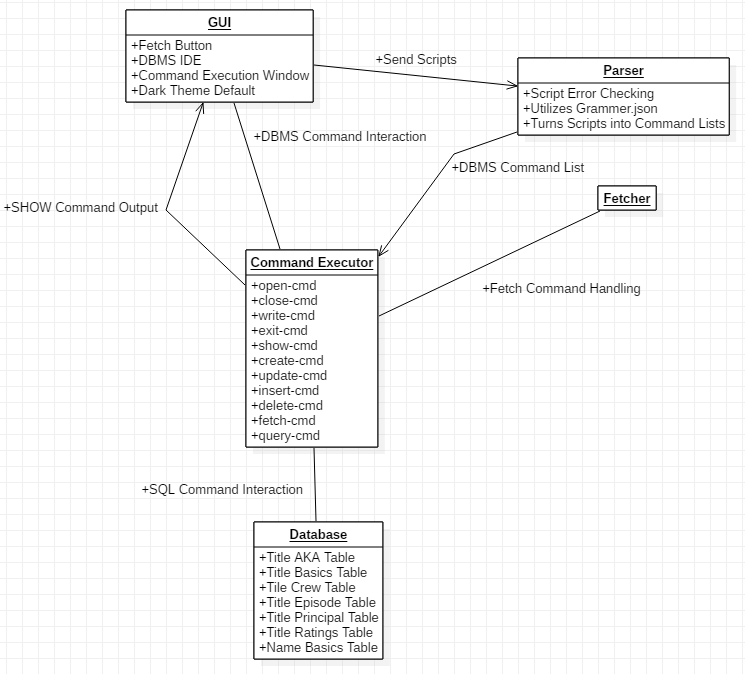 GUI
+Fetch Button
+DBMS IDE
+Command Execution Window
+Dark Theme Default
+Send Scripts
Parser
+Script Error Checking
+Utilizes Grammer.json
+Turns Scripts into Command Lists
+DBMS Command Interaction
+DBMS Command List
Fetcher
+SHOW Command Output
+Fetch Command Handling
Command Executor
+open-cmd
+close-cmd
+write-cmd
+exit-cmd
+show-cmd
+create-cmd
+update-cmd
+insert-cmd
+delete-cmd
+fetch-cmd
+query-cmd
+SQL Command Interaction
Database
+Title AKA Table
+Title Basics Table
+Tile Crew Table
+Title Episode Table
+Title Principal Table
+Title Ratings Table
+Name Basics Table